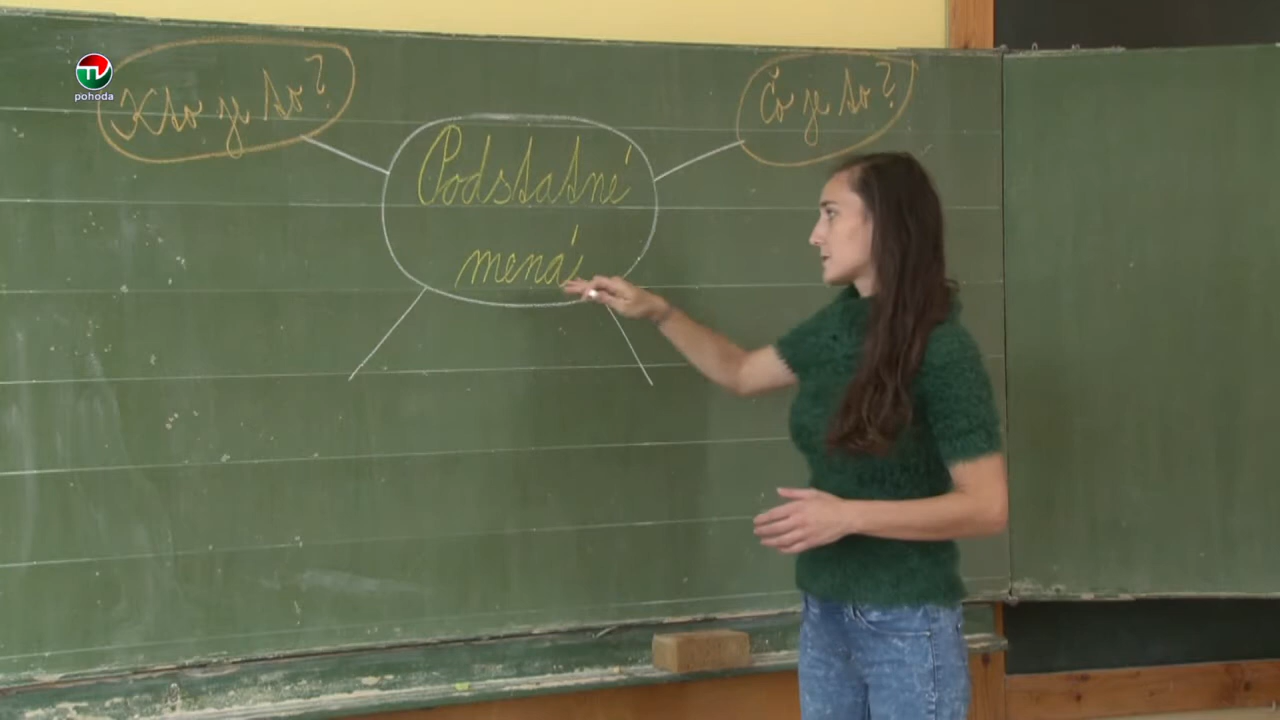 TV
pohoda
Kto je to?
Čo je to?
Podstatné
mená